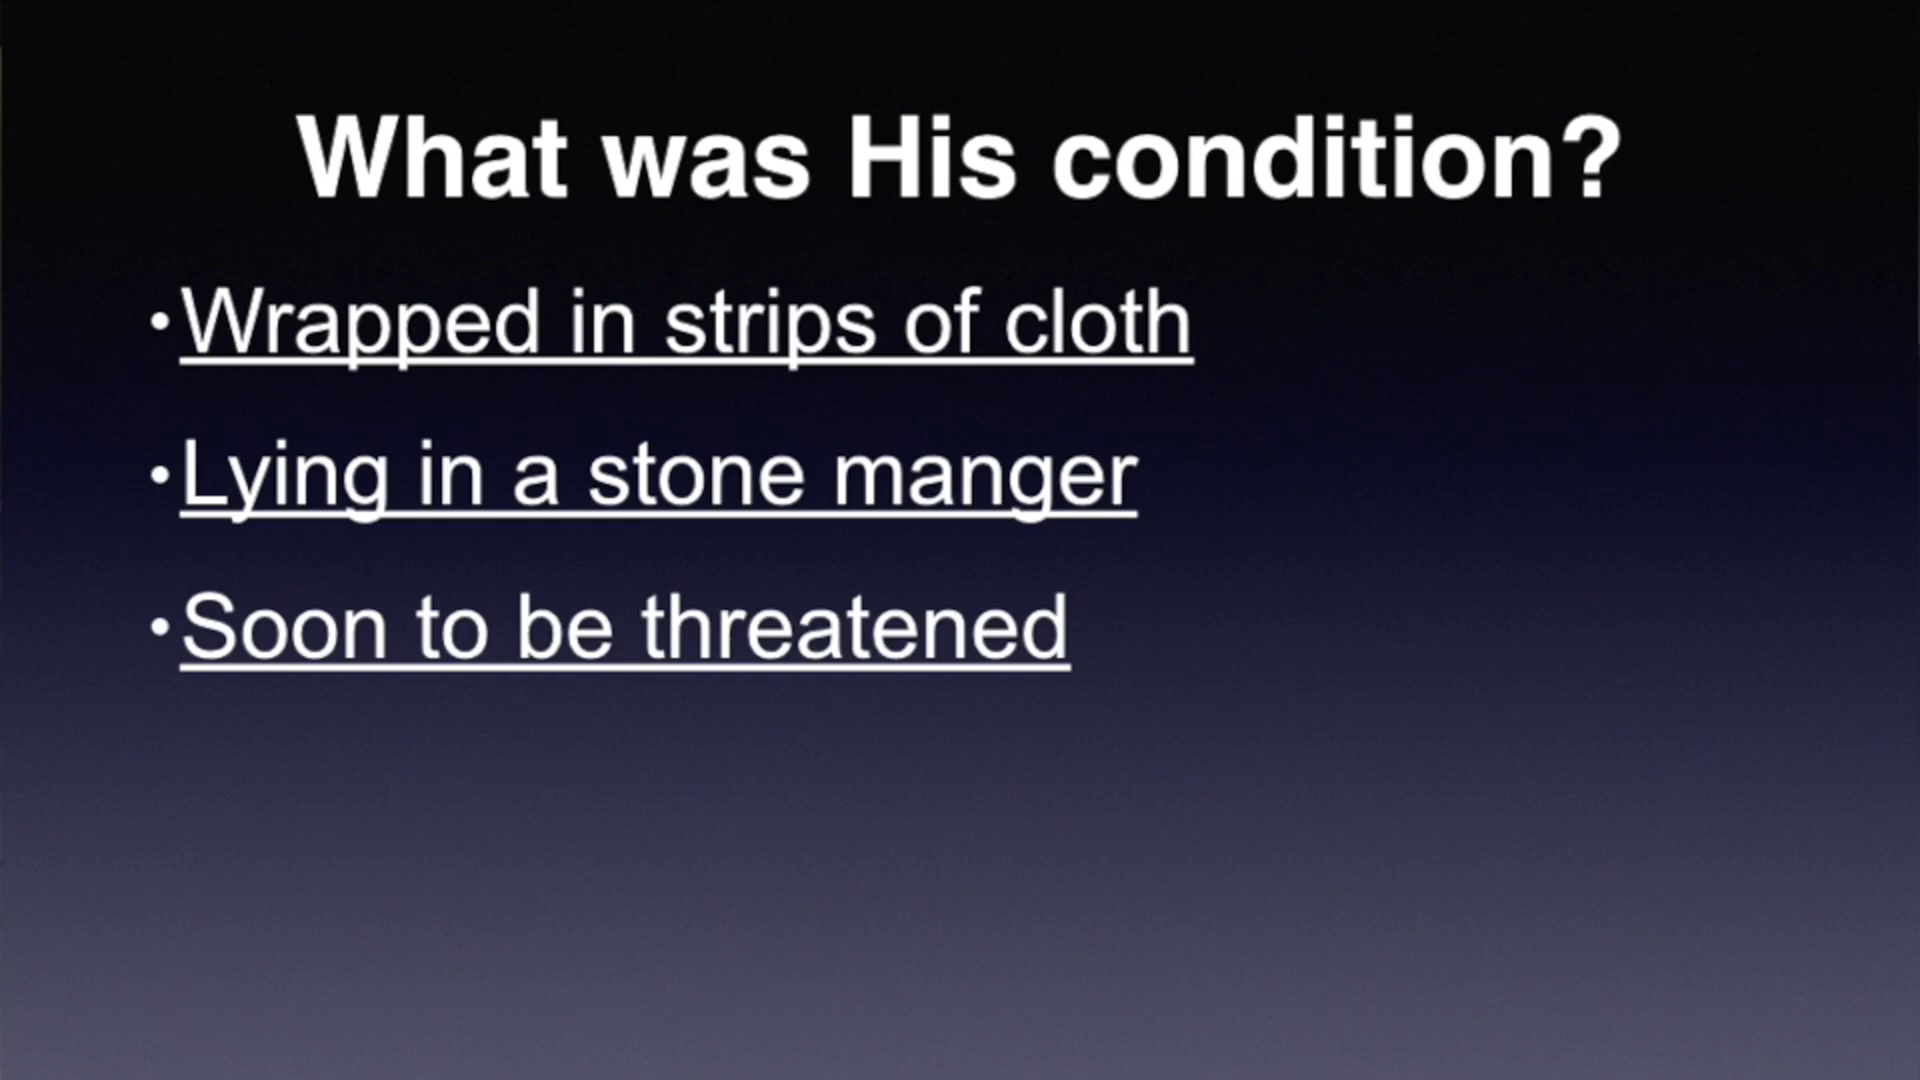 What was His condition?
•Wrapped in strips of cloth
•Lying in a stone manger
•Soon to be threatened